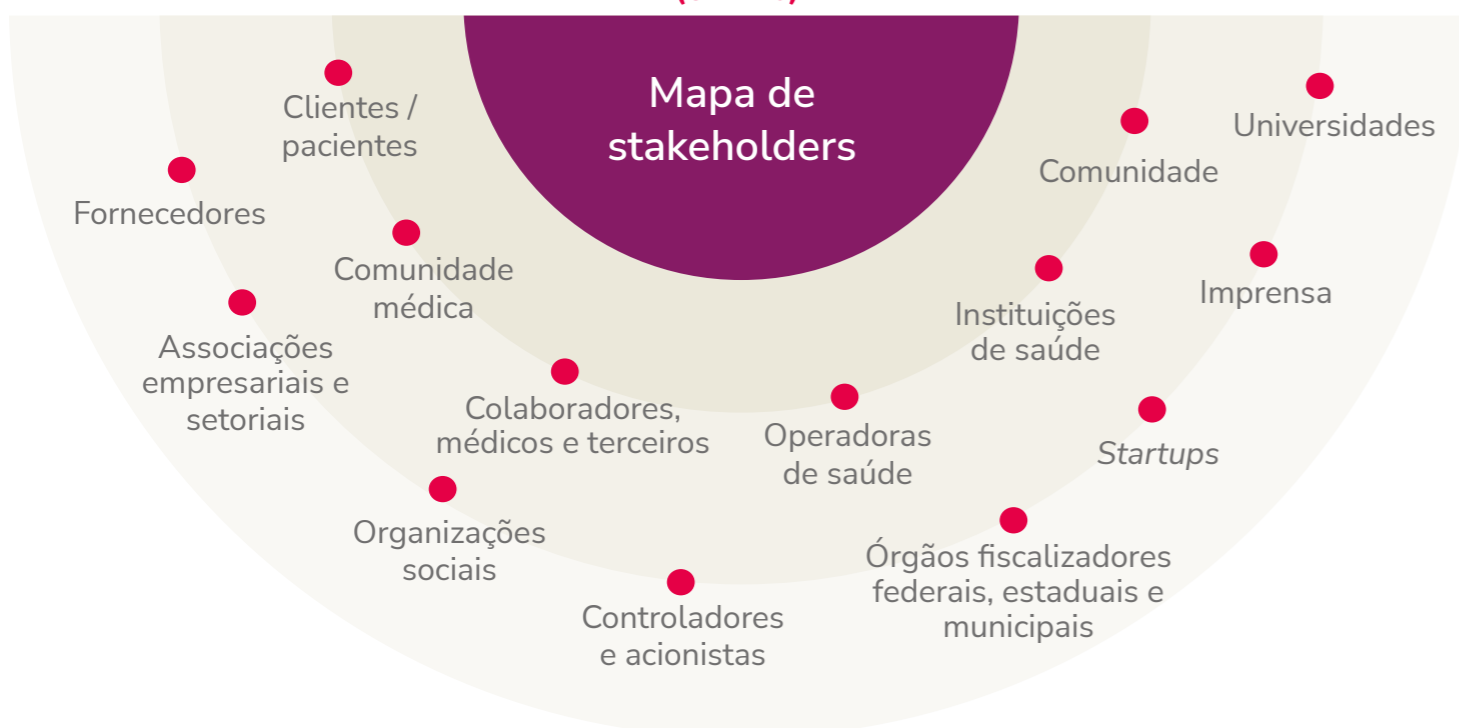 Mapa de
stakeholders
Clientes /
pacientes
Fornecedores
Comunidade
médica
Associações
empresariais e
setoriais
Colaboradores,
médicos e terceiros
Organizações
sociais
Controladores
e acionistas
Operadoras
de saúde
Órgãos fiscalizadores
federais, estaduais e
municipais
Instituições
de saúde
Startups
Comunidade
Imprensa
Universidades